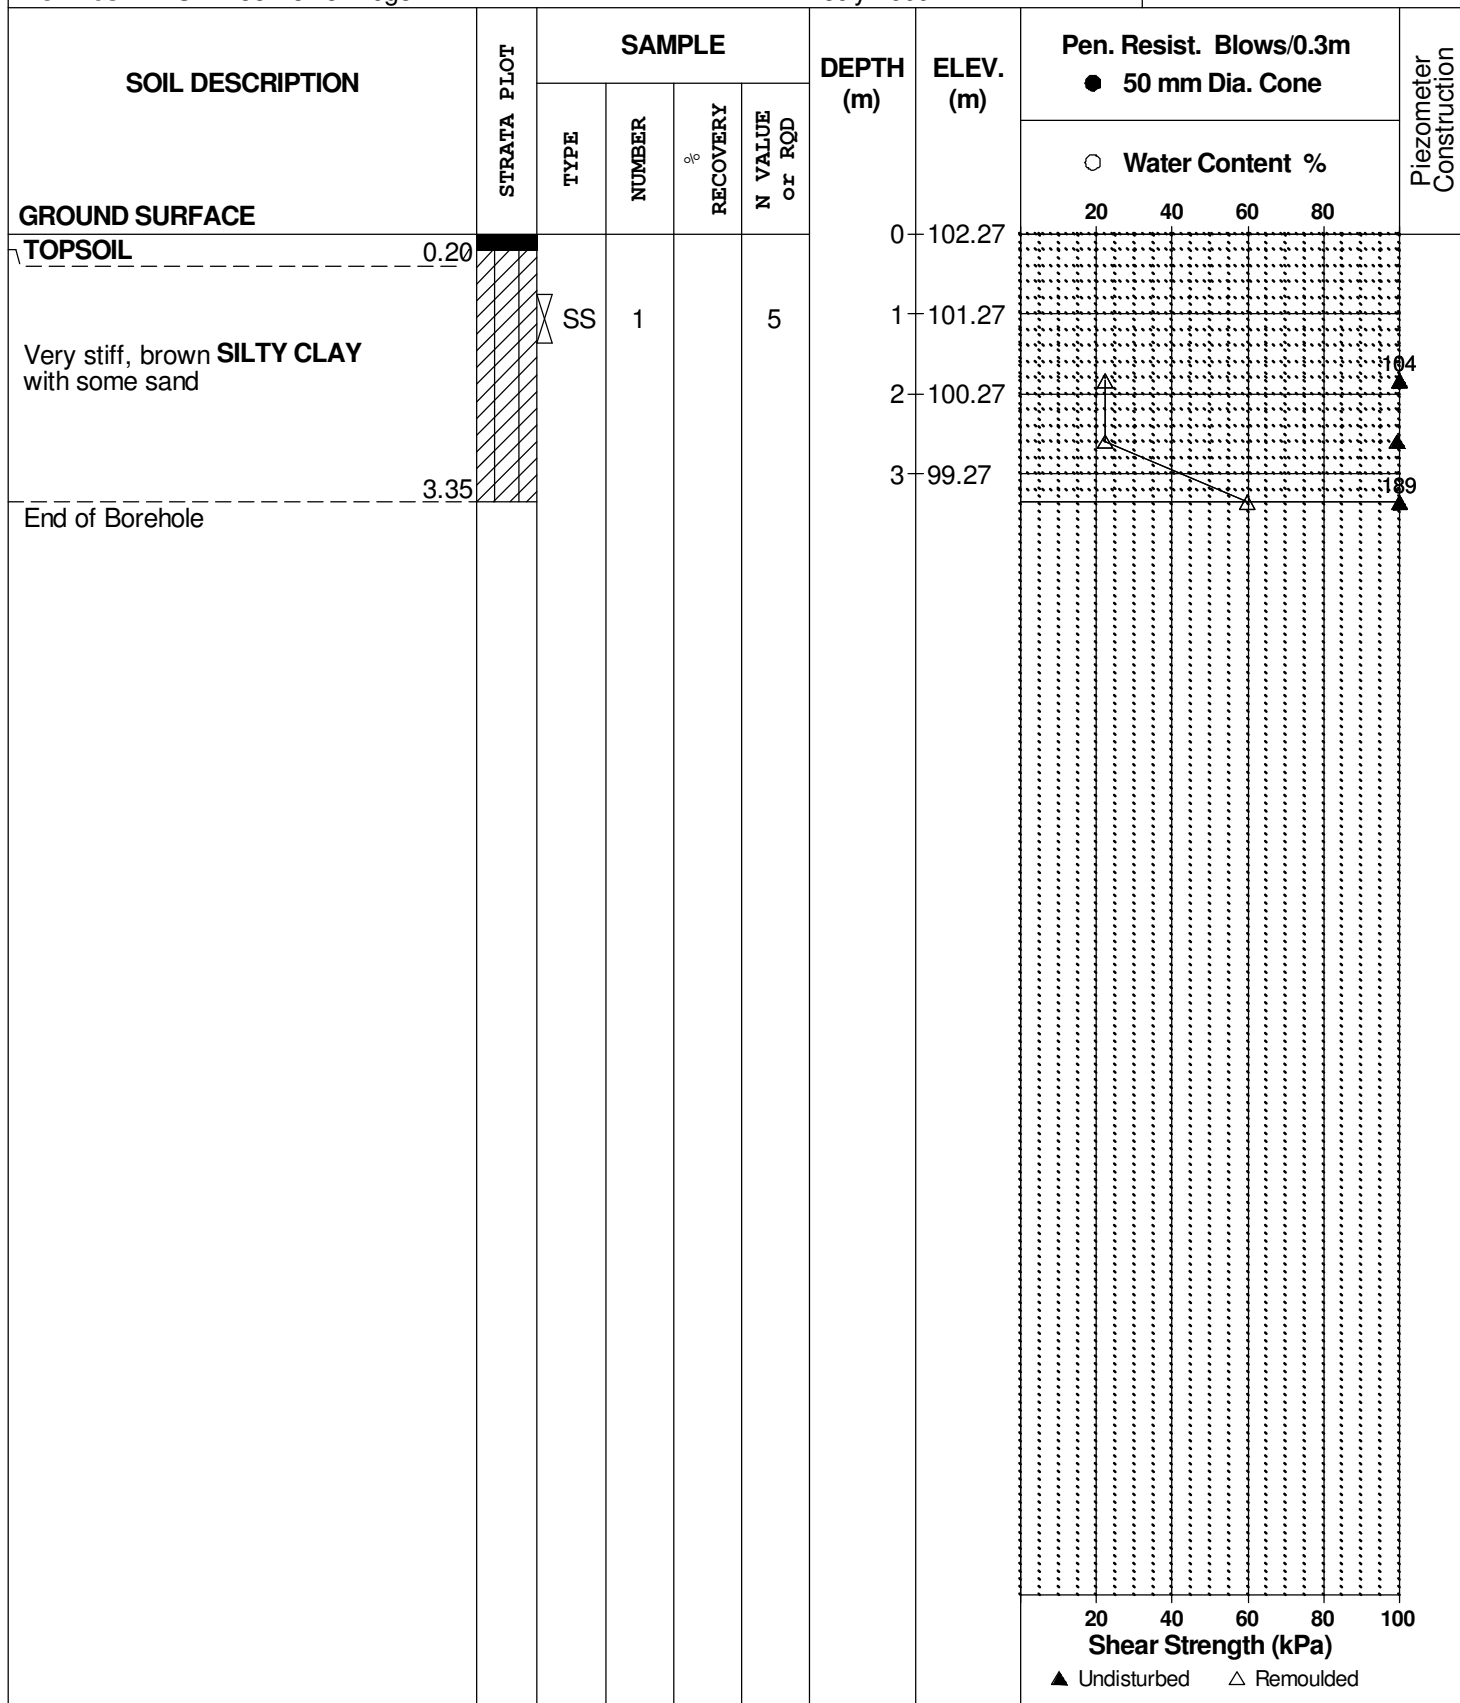 SOIL DESCRIPTION
STRATA PLOT
SAMPLE
TYPE
NUMBER
%
RECOVERY
N VALUE
or RQD
DEPTH
(m)
ELEV.
(m)
Pen. Resist. Blows/0.3m
● 50 mm Dia. Cone
○ Water Content %
20 40 60 80
Piezometer
Construction
GROUND SURFACE
0 102.27
TOPSOIL 0.20
SS 1 5
1 101.27
Very stiff, brown SILTY CLAY
with some sand
2 100.27
3 99.27
3.35
189
End of Borehole
20 40 60 80 100
Shear Strength (kPa)
▲ Undisturbed △ Remoulded